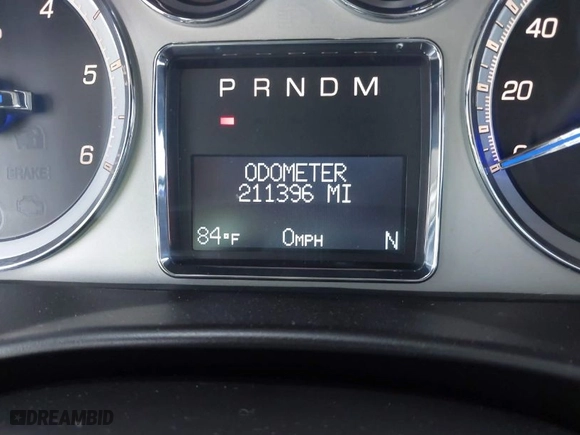 4
5
6
P R N D M
ODOMETER
211396 MI
84°F 0MPH N
40
20
BRAKE
DREAMBID